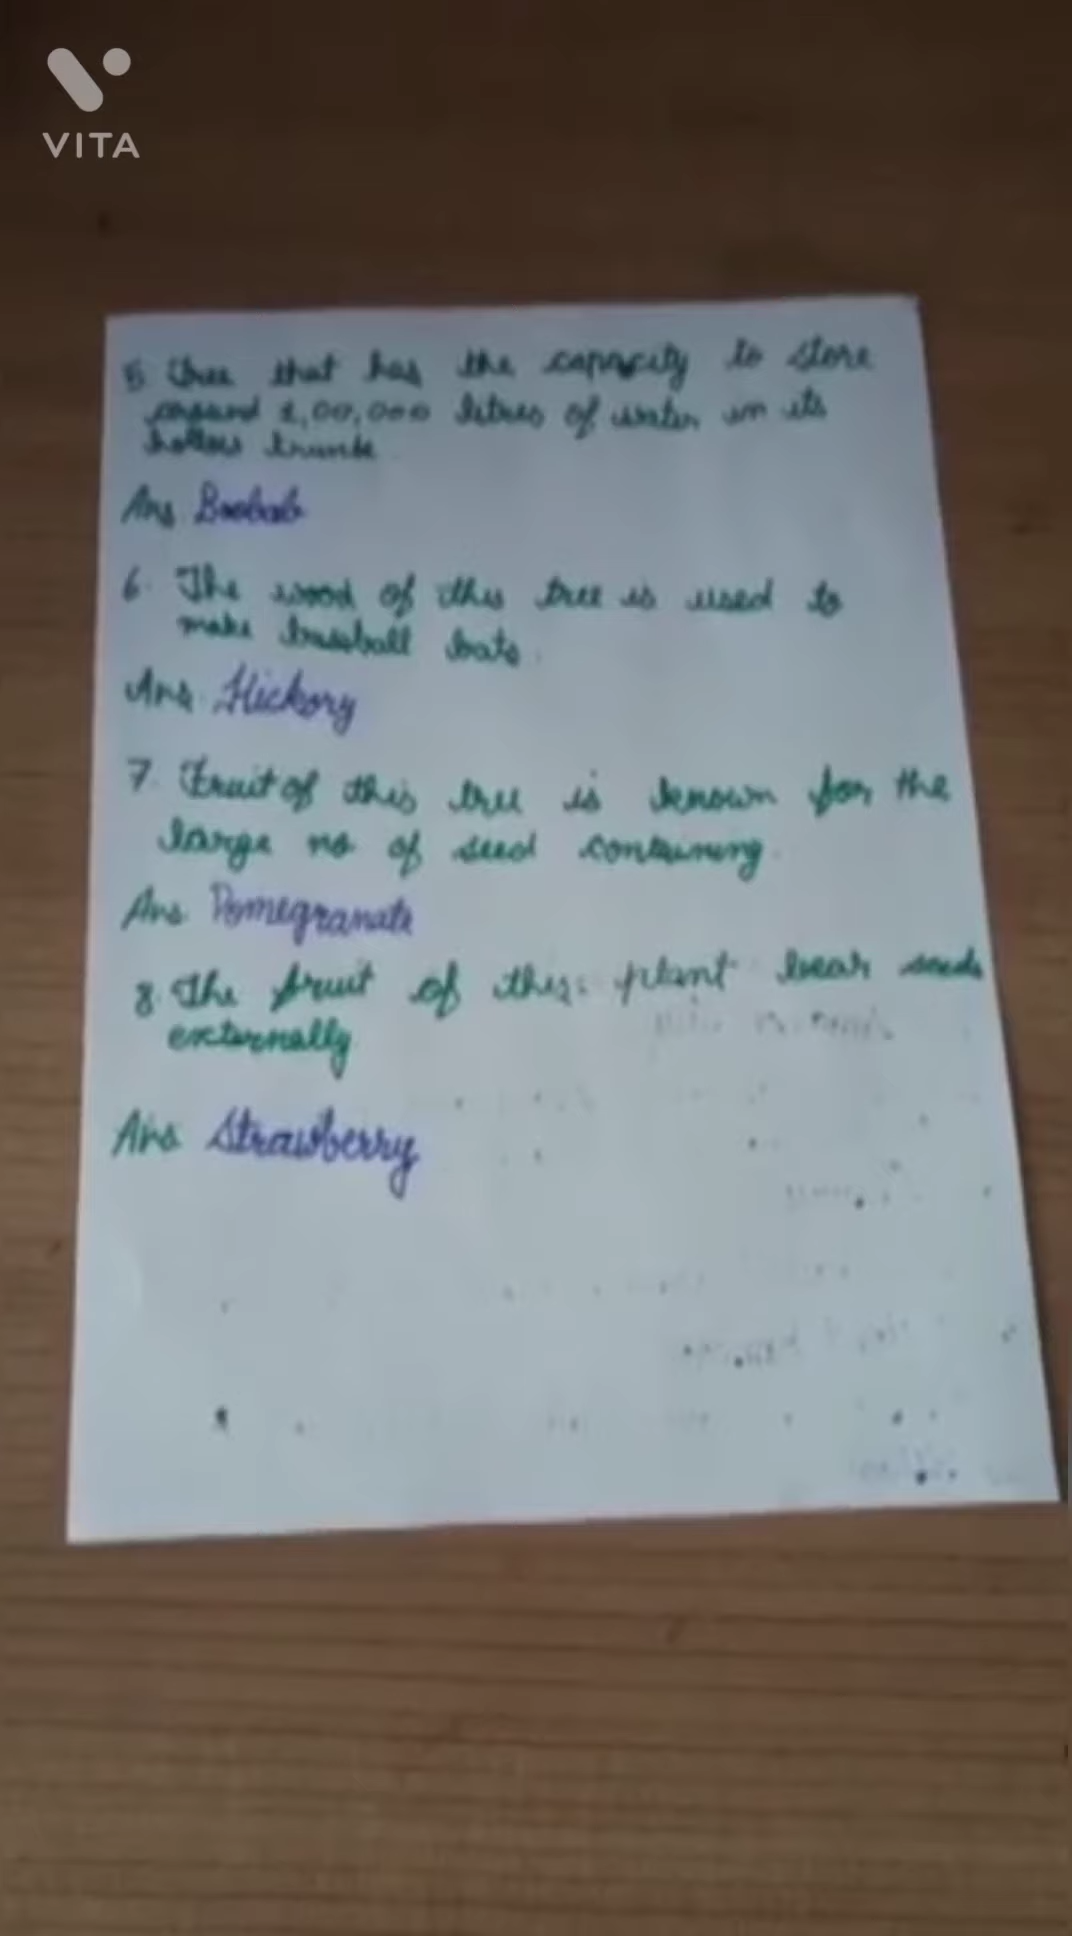 VITA
5 Tree that has the capacity to store
around 1,00,000 litres of water in its
hollow trunk
Ans Boobab
6. The wood of this tree is used to
make baseball bats.
Ans Hickory
7. Fruit of this tree is known for the
large no of seed containing.
Ans Pomegranate
8. The fruit of this plant bear seeds
externally
Ans Strawberry